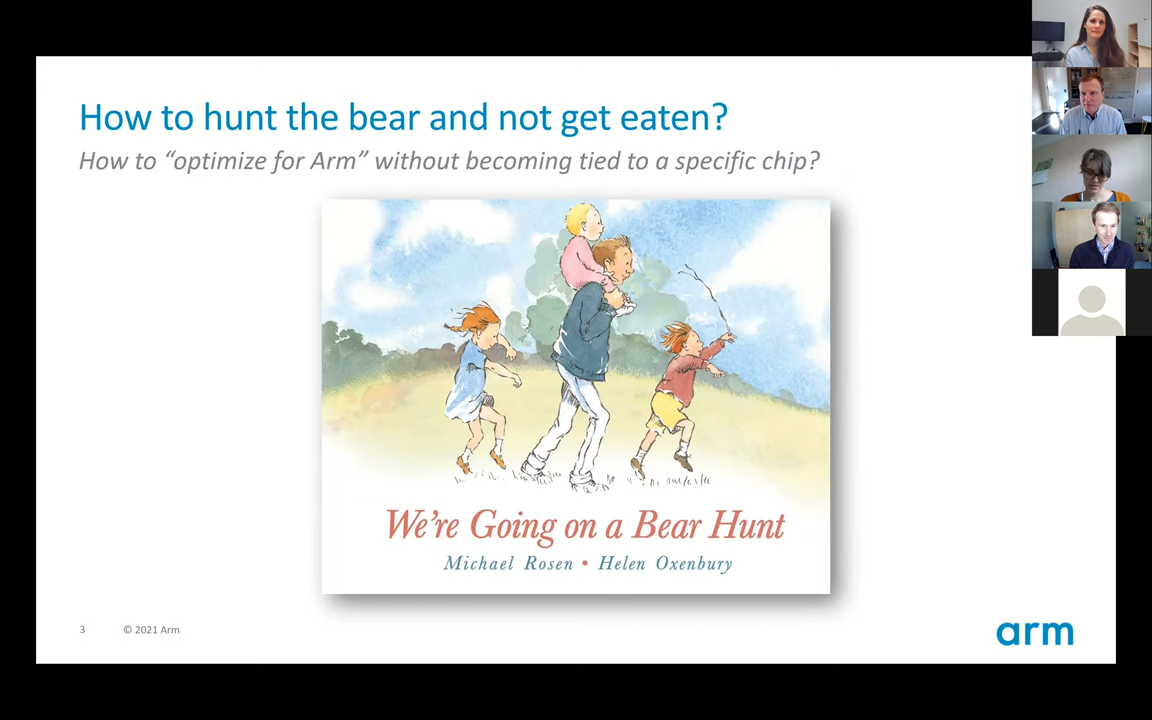 How to hunt the bear and not get eaten?
How to “optimize for Arm” without becoming tied to a specific chip?
We're Going on a Bear Hunt
Michael Rosen • Helen Oxenbury
3 © 2021 Arm
arm